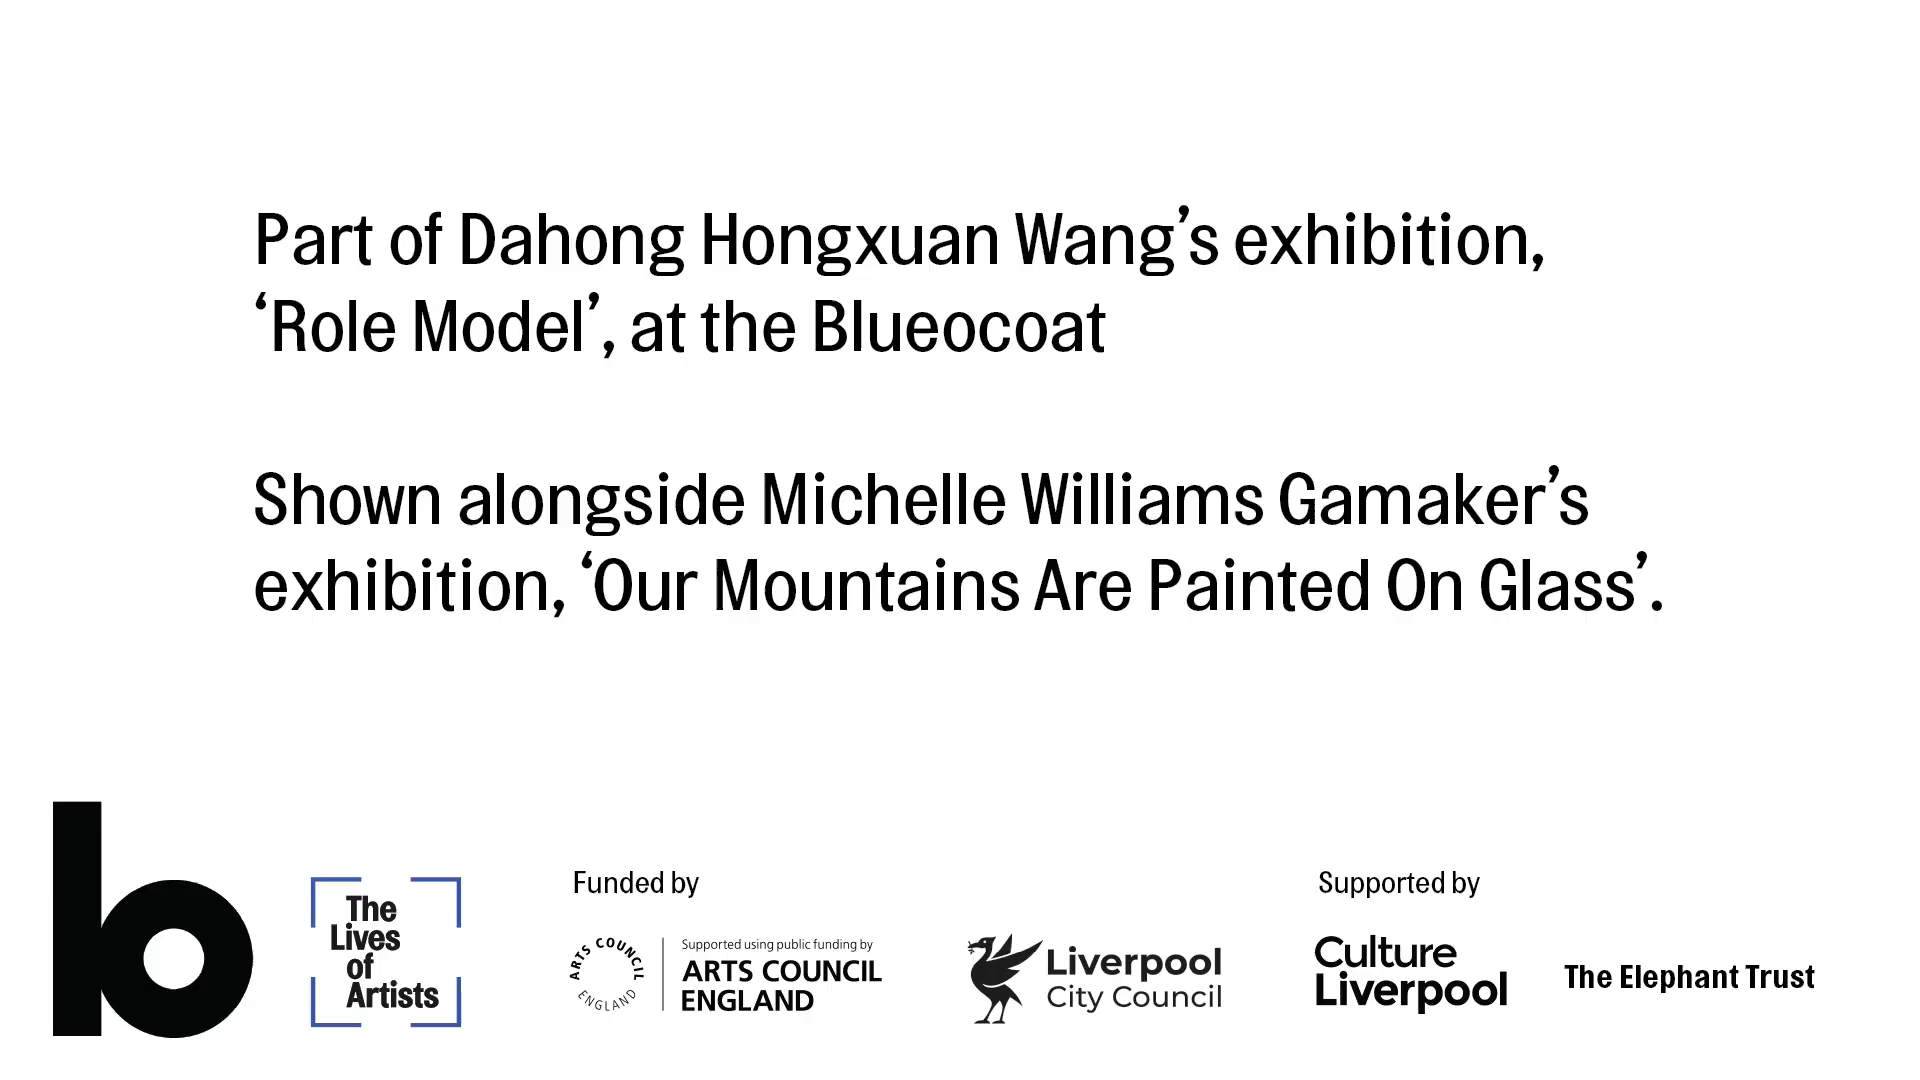 Part of Dahong Hongxuan Wang’s exhibition,
‘Role Model’, at the Blueocoat
Shown alongside Michelle Williams Gamaker’s
exhibition, ‘Our Mountains Are Painted On Glass’.
b
The
Lives
of
Artists
Funded by
ARTS COUNCIL
ENGLAND
Supported using public funding by
ARTS COUNCIL
ENGLAND
Liverpool
City Council
Supported by
Culture
Liverpool
The Elephant Trust